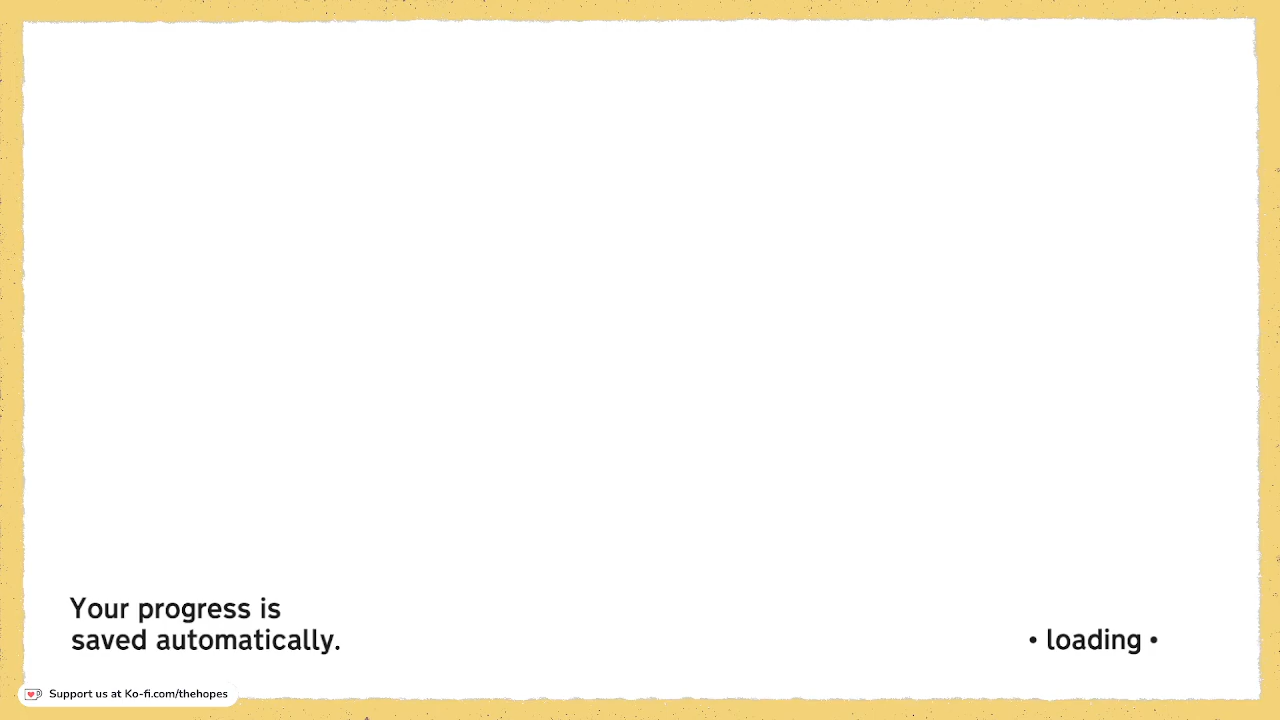 Your progress is
saved automatically.
• loading •
Support us at Ko-fi.com/thehopes